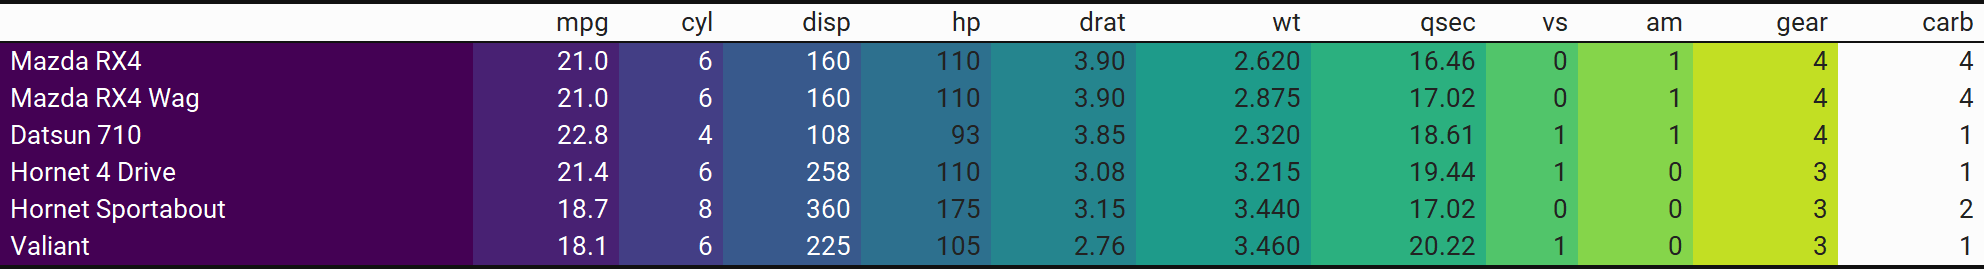 mpg cyl disp hp drat wt qsec vs am gear carb
Mazda RX4 21.0 6 160 110 3.90 2.620 16.46 0 1 4 4
Mazda RX4 Wag 21.0 6 160 110 3.90 2.875 17.02 0 1 4 4
Datsun 710 22.8 4 108 93 3.85 2.320 18.61 1 1 4 1
Hornet 4 Drive 21.4 6 258 110 3.08 3.215 19.44 1 0 3 1
Hornet Sportabout 18.7 8 360 175 3.15 3.440 17.02 0 0 3 2
Valiant 18.1 6 225 105 2.76 3.460 20.22 1 0 3 1